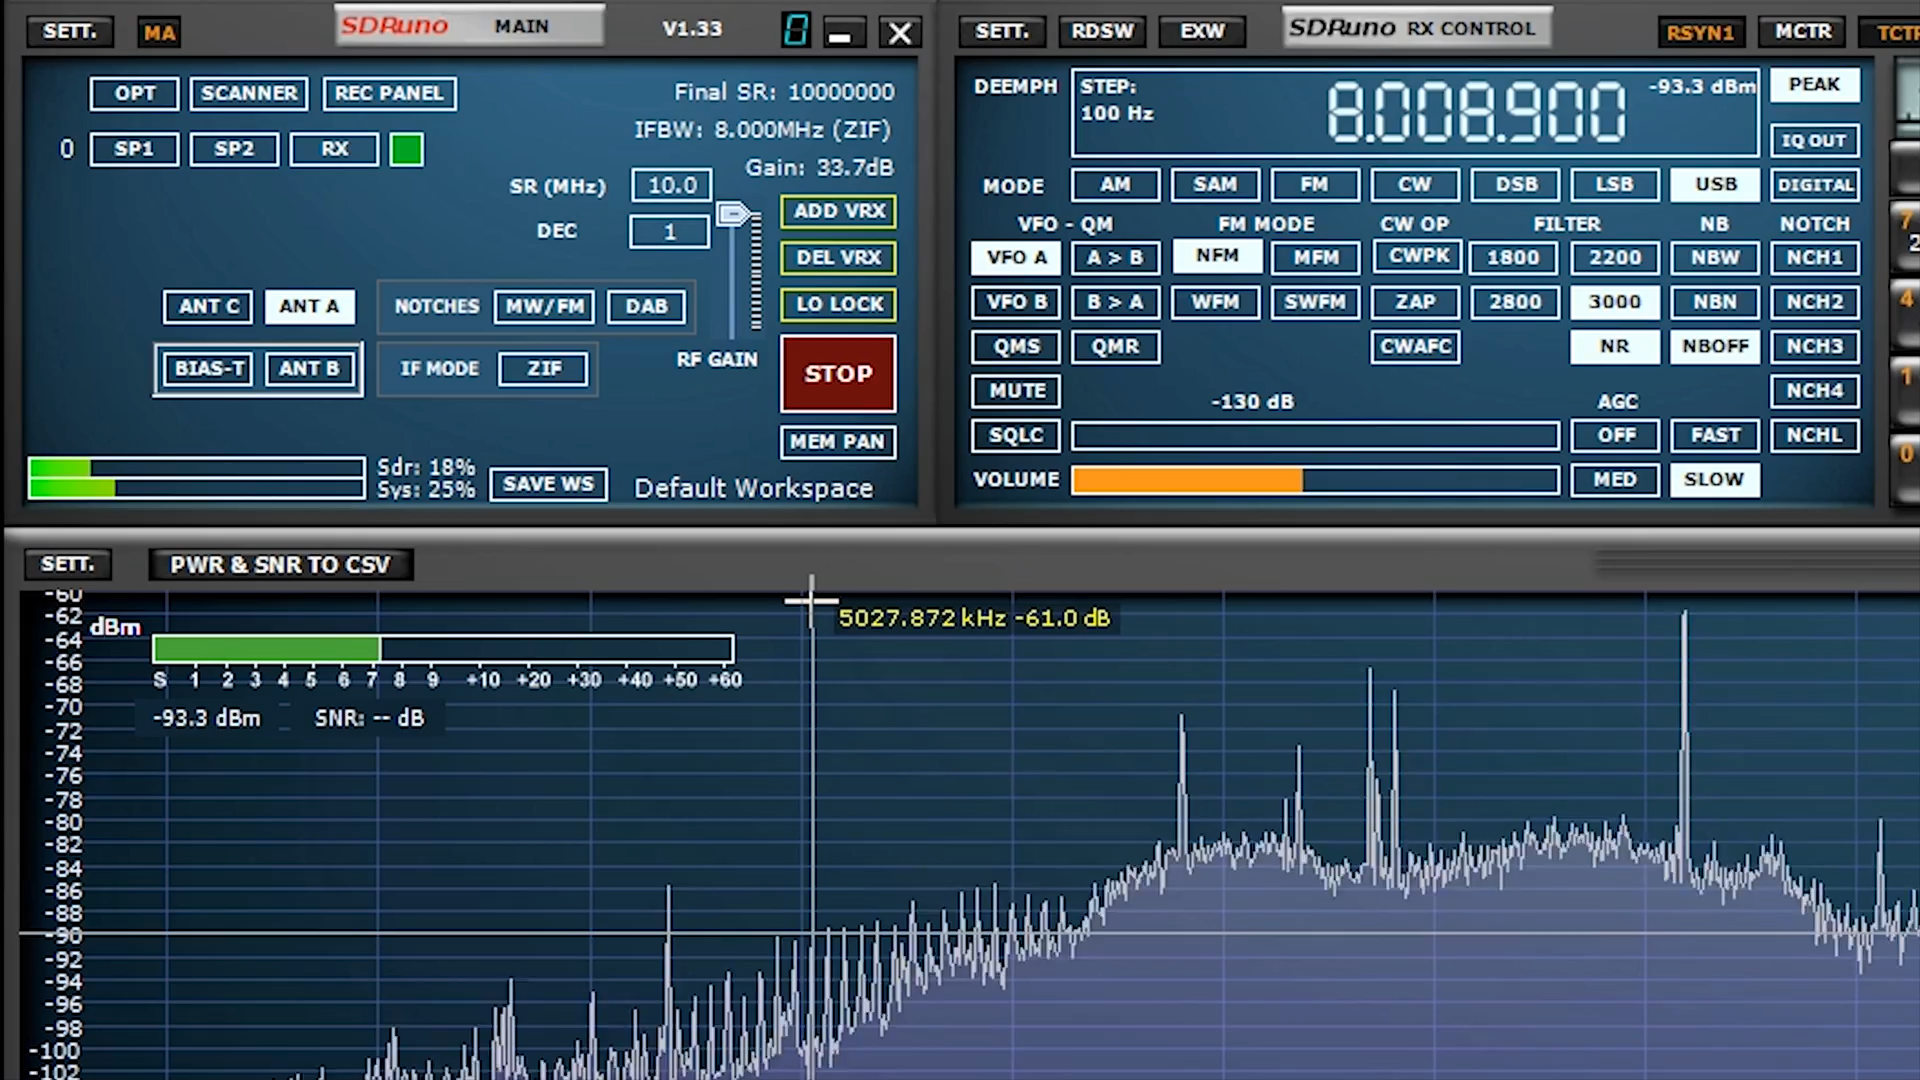 SETT.
MA
SDRuno MAIN
V1.33
0
SETT.
RDSW
EXW
SDRuno RX CONTROL
RSYN1
MCTR
TCTR
OPT
SCANNER
REC PANEL
Final SR: 10000000
IFBW: 8.000MHz (ZIF)
Gain: 33.7dB
0
SP1
SP2
RX
SR (MHz)
10.0
DEC
1
ADD VRX
DEL VRX
LO LOCK
ANT C
ANT A
NOTCHES
MW/FM
DAB
BIAS-T
ANT B
IF MODE
ZIF
RF GAIN
STOP
MEM PAN
Sdr: 18%
Sys: 25%
SAVE WS
Default Workspace
DEEMPH
STEP:
100 Hz
8.008.900
-93.3 dBm
PEAK
IQ OUT
MODE
AM
SAM
FM
CW
DSB
LSB
USB
DIGITAL
VFO - QM
FM MODE
CW OP
FILTER
NB
NOTCH
VFO A
A > B
NFM
MFM
CWPK
1800
2200
NBW
NCH1
VFO B
B > A
WFM
SWFM
ZAP
2800
3000
NBN
NCH2
QMS
QMR
CWAFC
NR
NBOFF
NCH3
MUTE
-130 dB
AGC
NCH4
SQLC
OFF
FAST
NCHL
VOLUME
MED
SLOW
7
2
4
1
0
SETT.
PWR & SNR TO CSV
-60
-62
-64
-66
-68
-70
-72
-74
-76
-78
-80
-82
-84
-86
-88
-90
-92
-94
-96
-98
-100
-102
dBm
S 1 2 3 4 5 6 7 8 9 +10 +20 +30 +40 +50 +60
-93.3 dBm
SNR: -- dB
5027.872 kHz -61.0 dB